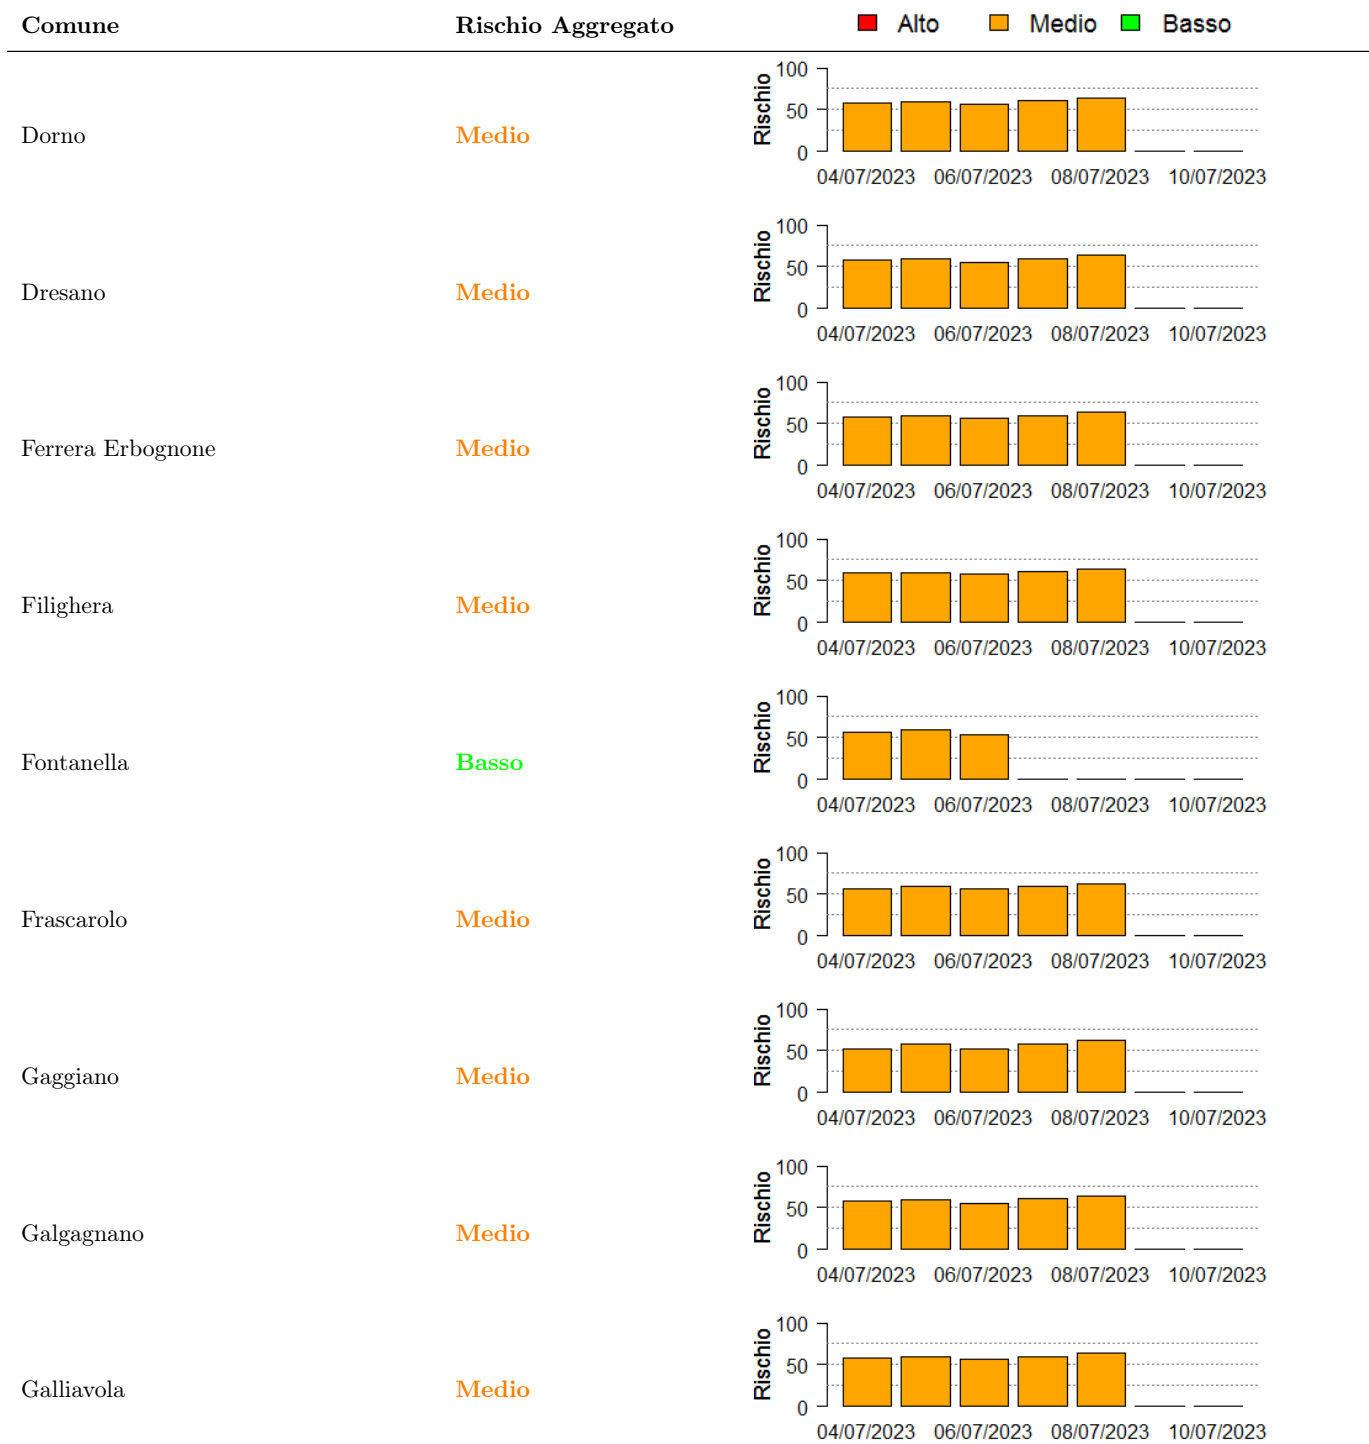 Comune Rischio Aggregato Alto Medio Basso
100
50
0
Rischio
Dorno Medio
04/07/2023 06/07/2023 08/07/2023 10/07/2023
100
50
0
Rischio
Dresano Medio
04/07/2023 06/07/2023 08/07/2023 10/07/2023
100
50
0
Rischio
Ferrera Erbognone Medio
04/07/2023 06/07/2023 08/07/2023 10/07/2023
100
50
0
Rischio
Filighera Medio
04/07/2023 06/07/2023 08/07/2023 10/07/2023
100
50
0
Rischio
Fontanella Basso
04/07/2023 06/07/2023 08/07/2023 10/07/2023
100
50
0
Rischio
Frascarolo Medio
04/07/2023 06/07/2023 08/07/2023 10/07/2023
100
50
0
Rischio
Gaggiano Medio
04/07/2023 06/07/2023 08/07/2023 10/07/2023
100
50
0
Rischio
Galgagnano Medio
04/07/2023 06/07/2023 08/07/2023 10/07/2023
100
50
0
Rischio
Galliavola Medio
04/07/2023 06/07/2023 08/07/2023 10/07/2023